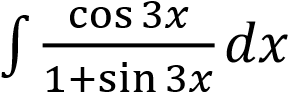 ∫ cos 3x / 1+sin 3x dx